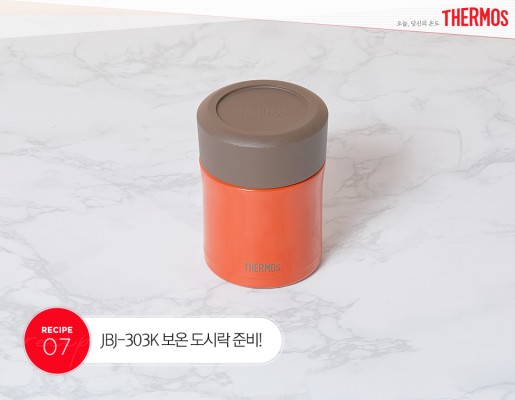 오늘, 당신의 온도 THERMOS
THERMOS
RECIPE
07
JBJ-303K 보온 도시락 준비!